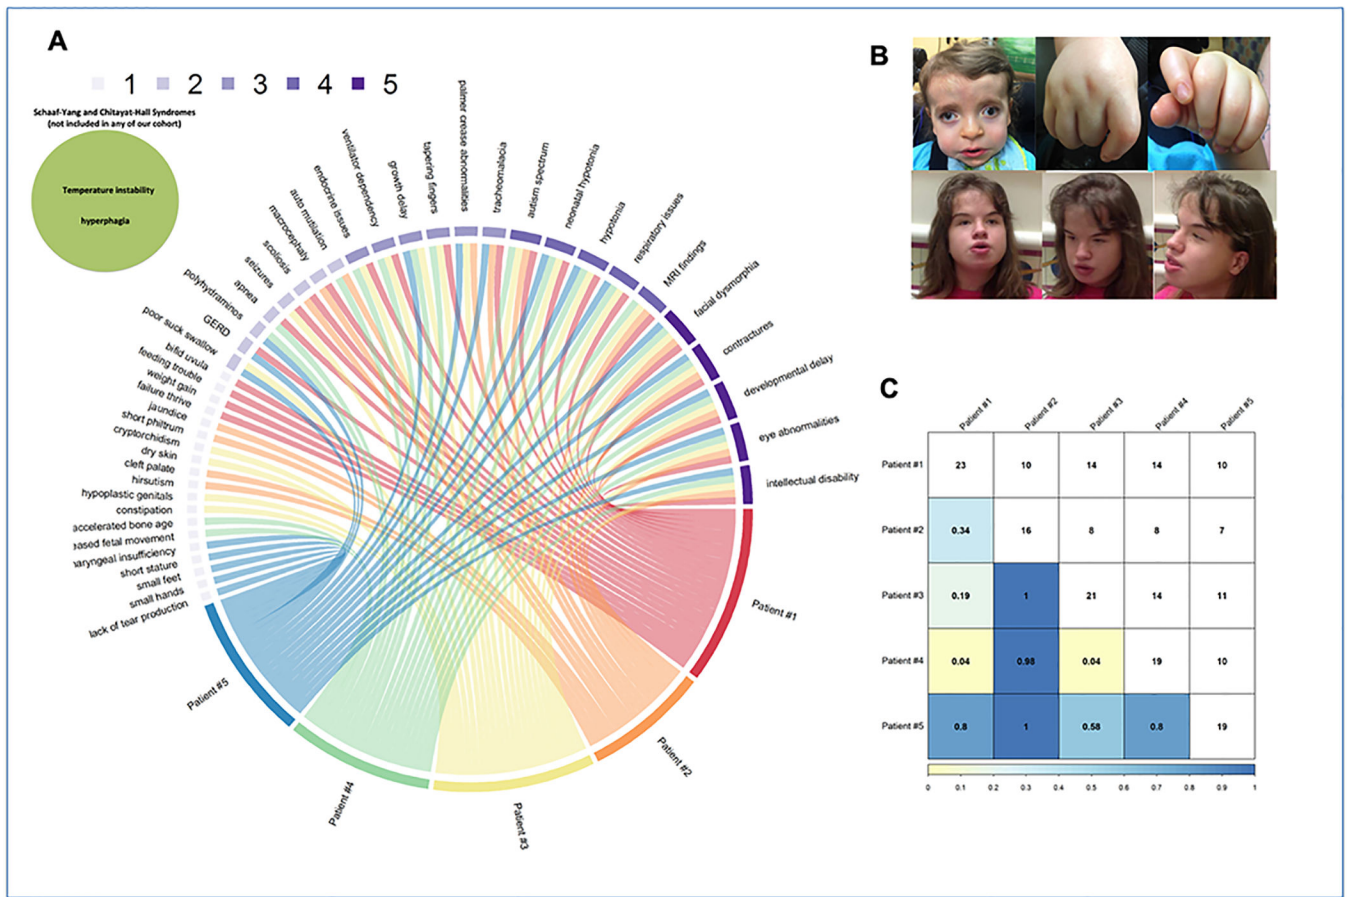 A
1 2 3 4 5
Schaaf-Yang and Chitayat-Hall Syndromes
(not included in any of our cohort)
Temperature instability
hyperphagia
lack of tear production
small hands
small feet
short stature
aryngeal insufficiency
ased fetal movement
accelerated bone age
constipation
hypoplastic genitals
hirsutism
cleft palate
dry skin
cryptorchidism
short philtrum
jaundice
failure thrive
weight gain
feeding trouble
bifid uvula
poor suck swallow
GERD
polyhydraminos
apnea
seizures
scoliosis
macrocephaly
auto mutiation
endocrine issues
ventilator dependency
growth delay
tapering fingers
palmer crease abnormalities
tracheomalacia
autism spectrum
neonatal hypotonia
hypotonia
respiratory issues
MRI findings
facial dysmorphia
contractures
developmental delay
eye abnormalities
intellectual disability
Patient #1
Patient #2
Patient #3
Patient #4
Patient #5
B
C
Patient #1 Patient #2 Patient #3 Patient #4 Patient #5
Patient #1 23 10 14 14 10
Patient #2 0.34 16 8 8 7
Patient #3 0.19 1 21 14 11
Patient #4 0.04 0.98 0.04 19 10
Patient #5 0.8 1 0.58 0.8 19
0 0.1 0.2 0.3 0.4 0.5 0.6 0.7 0.8 0.9 1